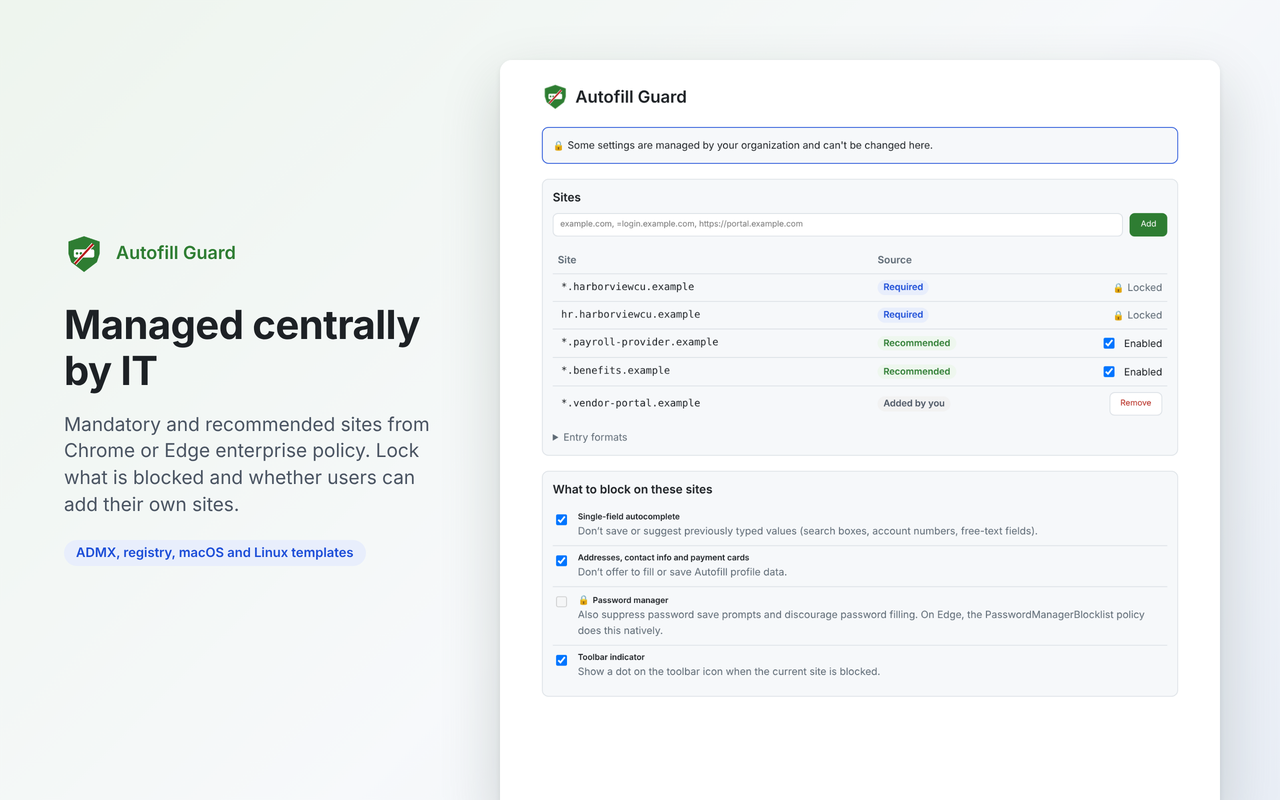 Autofill Guard
Managed centrally
by IT
Mandatory and recommended sites from
Chrome or Edge enterprise policy. Lock
what is blocked and whether users can
add their own sites.
ADMX, registry, macOS and Linux templates
Autofill Guard
🔒 Some settings are managed by your organization and can't be changed here.
Sites
example.com, =login.example.com, https://portal.example.com Add
Site Source
*.harborviewcu.example Required 🔒 Locked
hr.harborviewcu.example Required 🔒 Locked
*.payroll-provider.example Recommended Enabled
*.benefits.example Recommended Enabled
*.vendor-portal.example Added by you Remove
▶ Entry formats
What to block on these sites
Single-field autocomplete
Don't save or suggest previously typed values (search boxes, account numbers, free-text fields).
Addresses, contact info and payment cards
Don't offer to fill or save Autofill profile data.
🔒 Password manager
Also suppress password save prompts and discourage password filling. On Edge, the PasswordManagerBlocklist policy
does this natively.
Toolbar indicator
Show a dot on the toolbar icon when the current site is blocked.